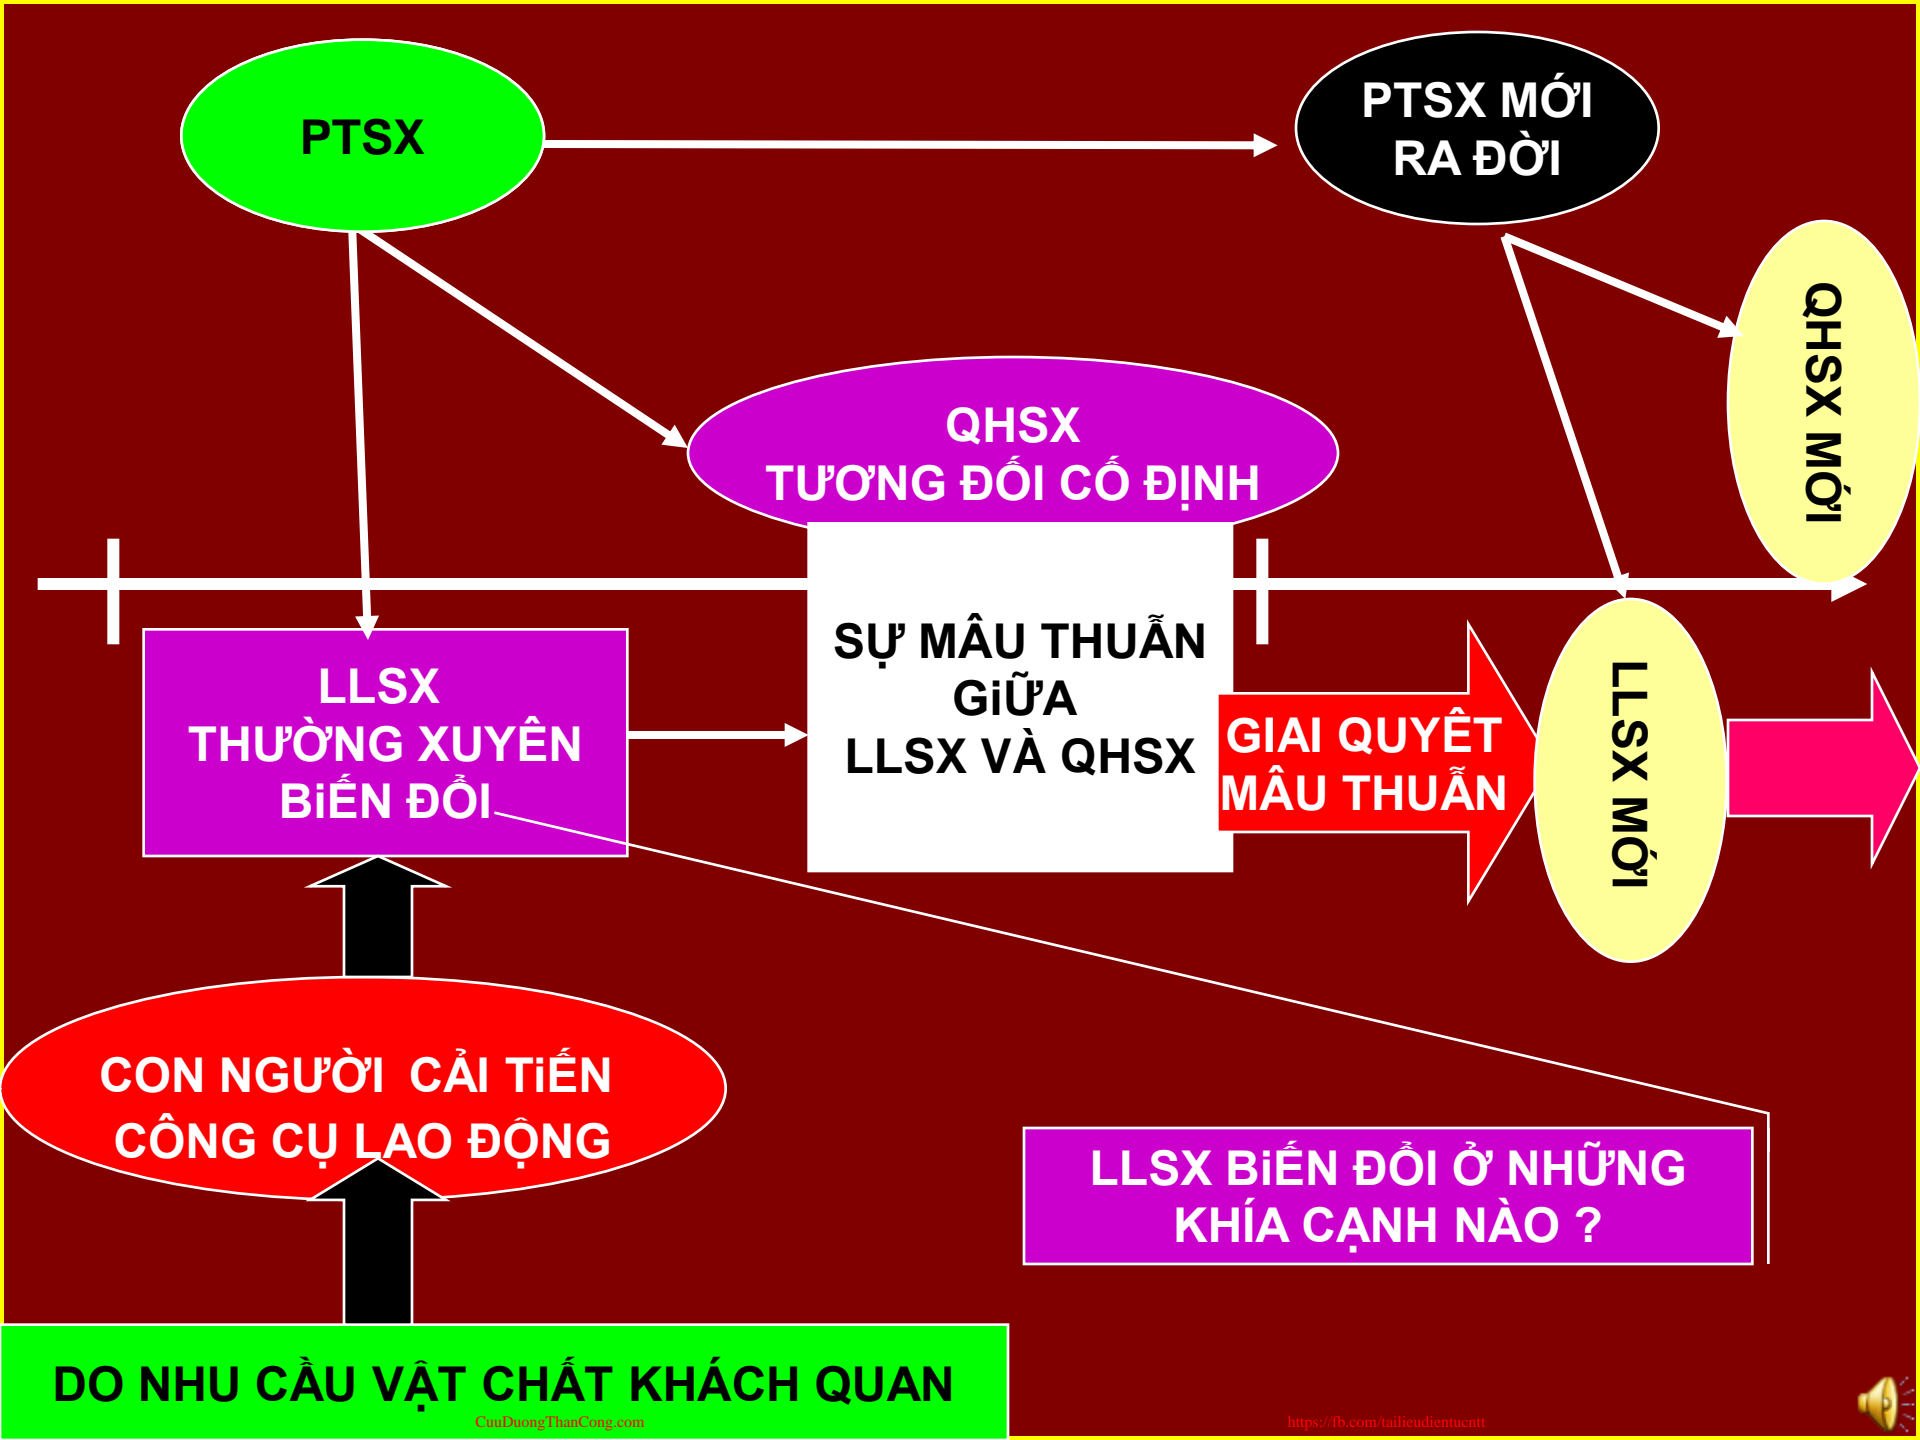 PTSX
PTSX MỚI
RA ĐỜI
QHSX MỚI
QHSX
TƯƠNG ĐỐI CỐ ĐỊNH
SỰ MÂU THUẪN
GiỮA
LLSX VÀ QHSX
LLSX
THƯỜNG XUYÊN
BiẾN ĐỔI
GIAI QUYÊT
MÂU THUẪN
LLSX MỚI
CON NGƯỜI CẢI TiẾN
CÔNG CỤ LAO ĐỘNG
LLSX BiẾN ĐỔI Ở NHỮNG
KHÍA CẠNH NÀO ?
DO NHU CẦU VẬT CHẤT KHÁCH QUAN
CuuDuongThanCong.com
https://fb.com/tailieudientucntt